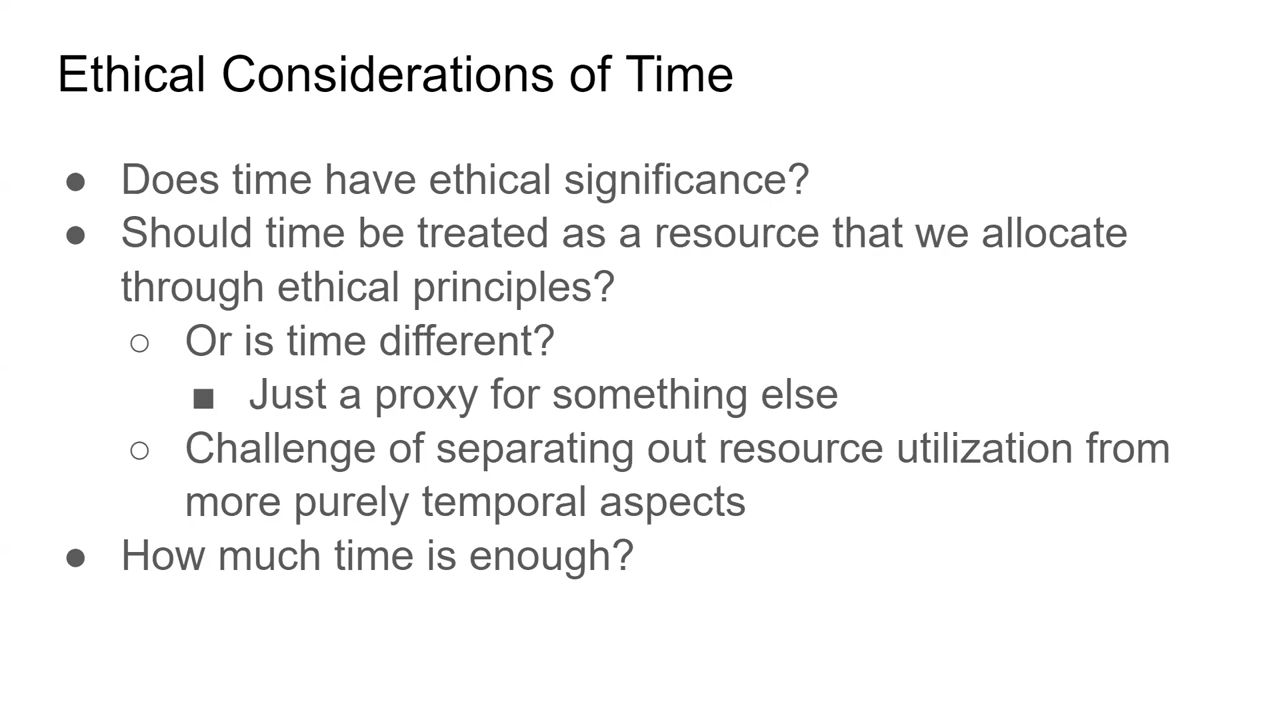 Ethical Considerations of Time
● Does time have ethical significance?
● Should time be treated as a resource that we allocate
through ethical principles?
○ Or is time different?
■ Just a proxy for something else
○ Challenge of separating out resource utilization from
more purely temporal aspects
● How much time is enough?